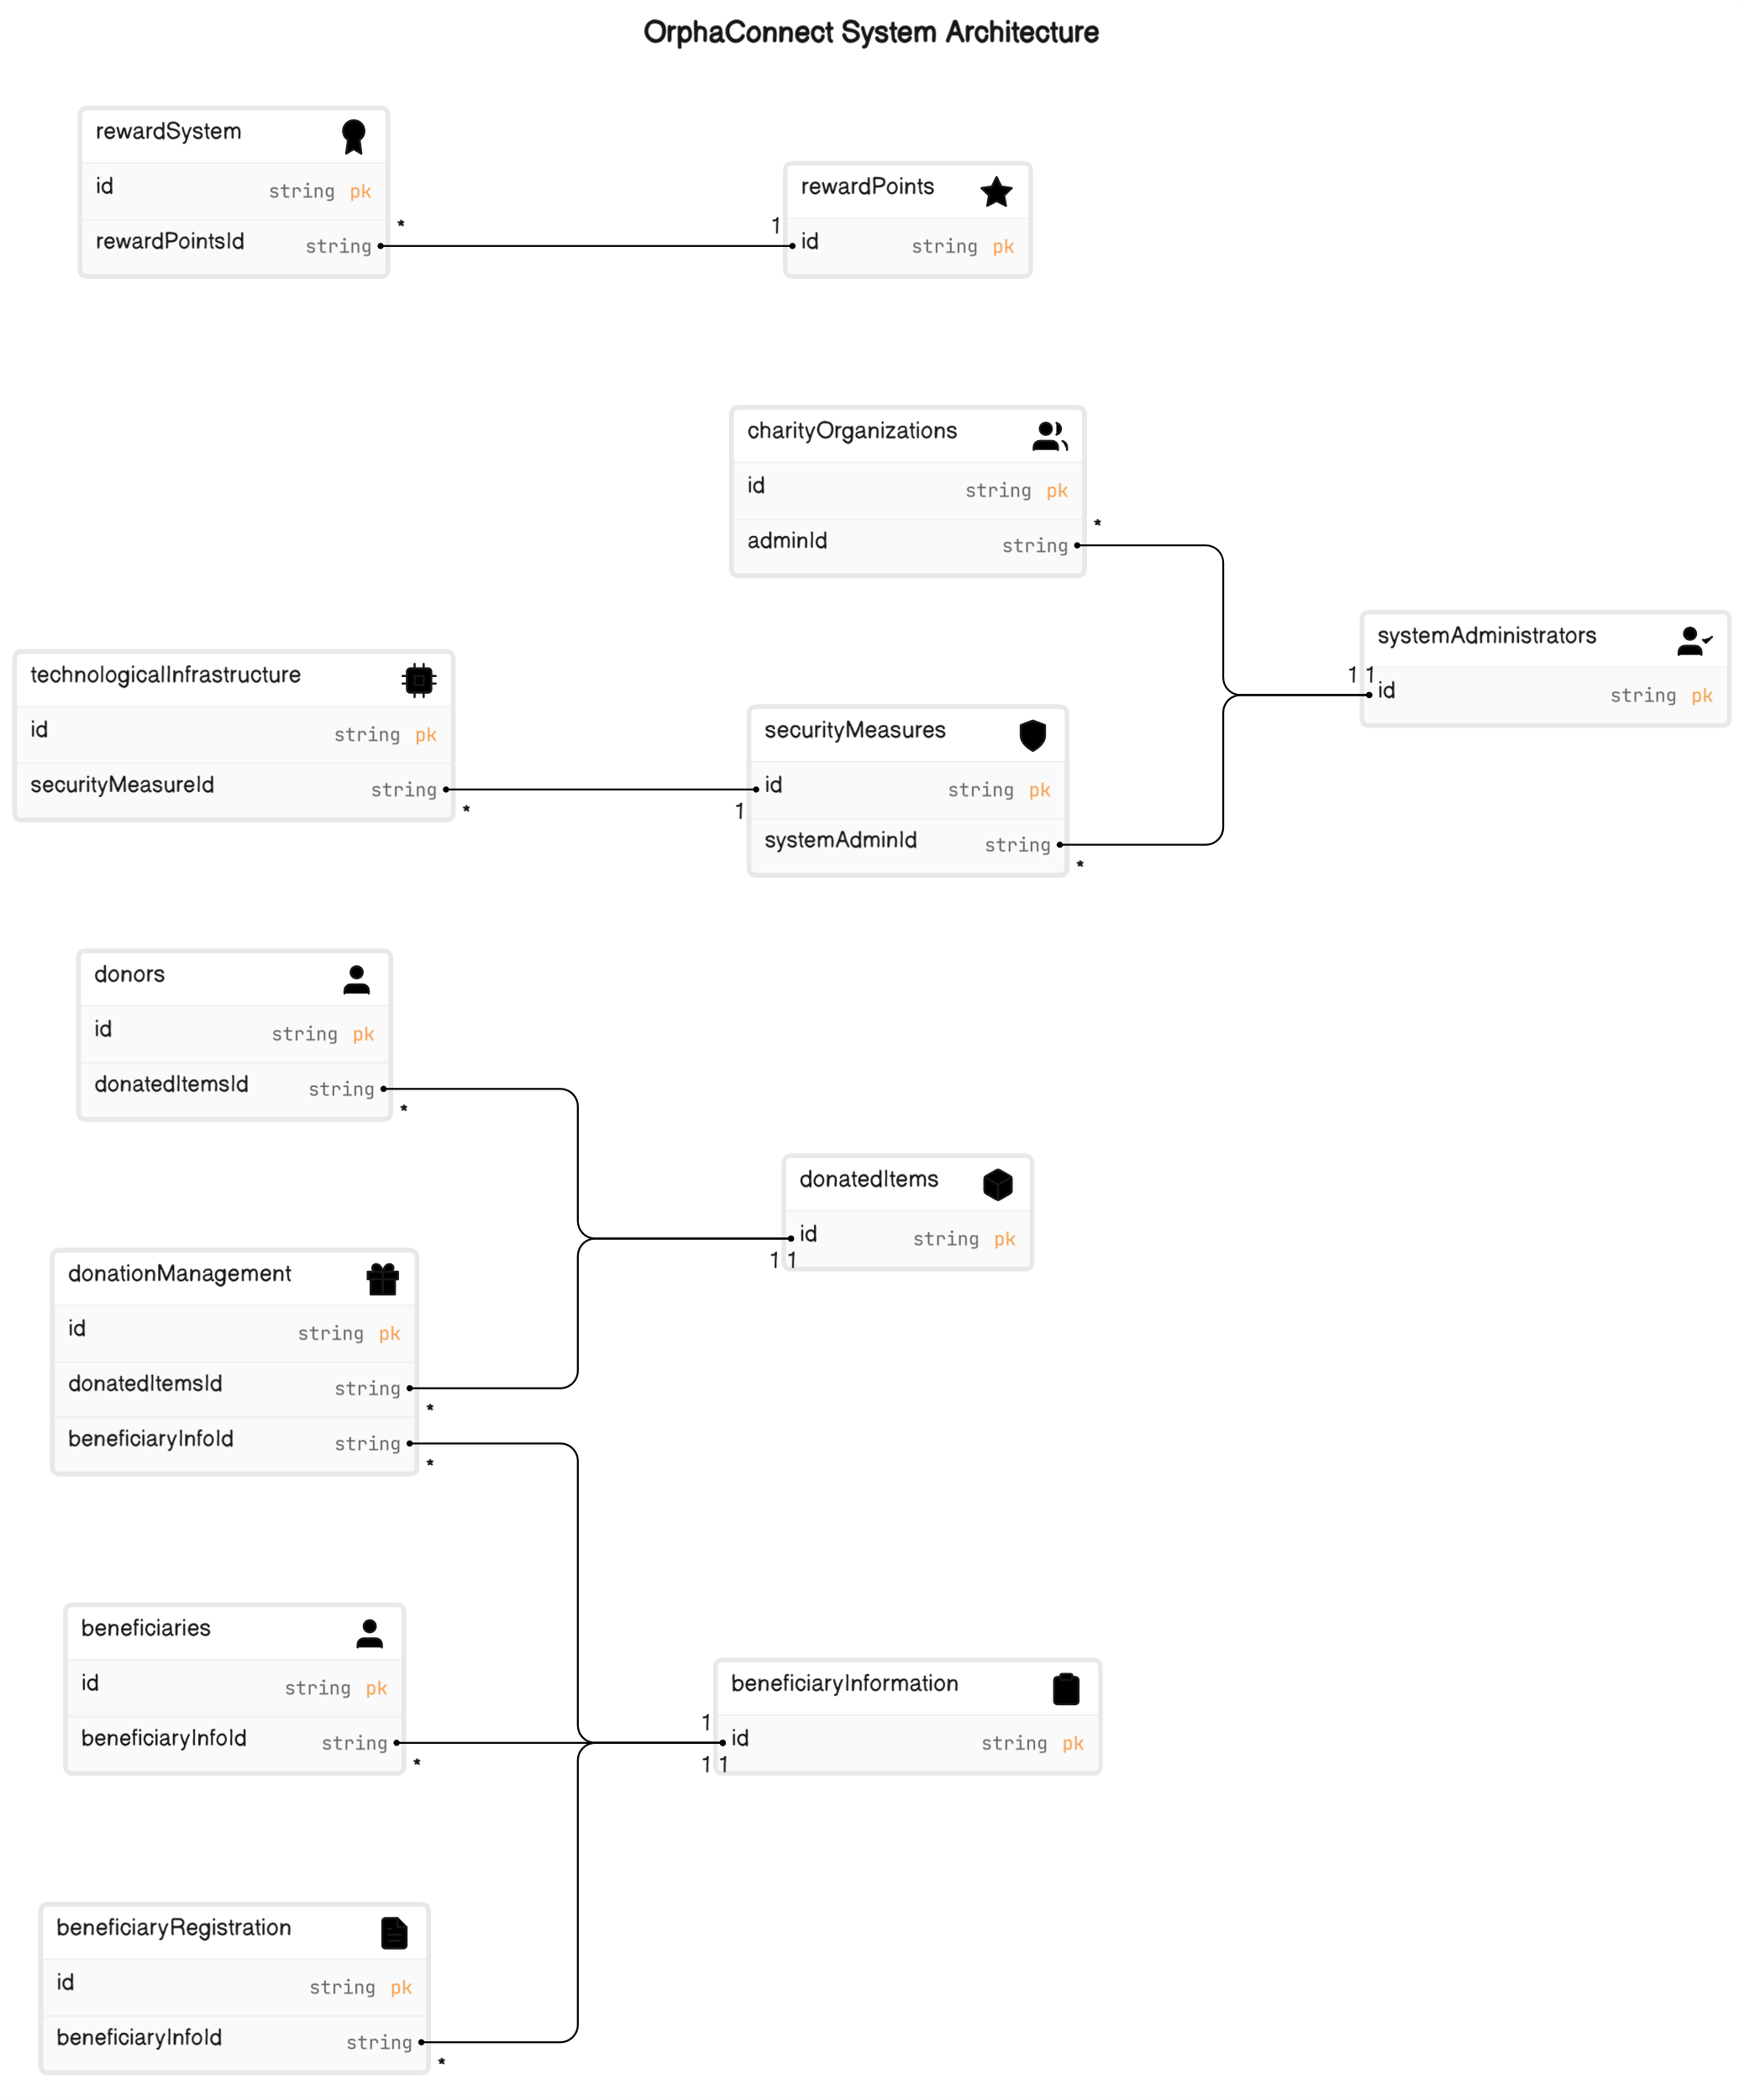 OrphaConnect System Architecture
rewardSystem
id string pk
rewardPointsId string
*
1
rewardPoints
id string pk
charityOrganizations
id string pk
adminId string
*
technologicalInfrastructure
id string pk
securityMeasureId string
*
1
securityMeasures
id string pk
systemAdminId string
*
1 1
systemAdministrators
id string pk
donors
id string pk
donatedItemsId string
*
donatedItems
id string pk
1 1
donationManagement
id string pk
donatedItemsId string
*
beneficiaryInfoId string
*
beneficiaries
id string pk
beneficiaryInfoId string
*
beneficiaryInformation
1
id string pk
1 1
beneficiaryRegistration
id string pk
beneficiaryInfoId string
*